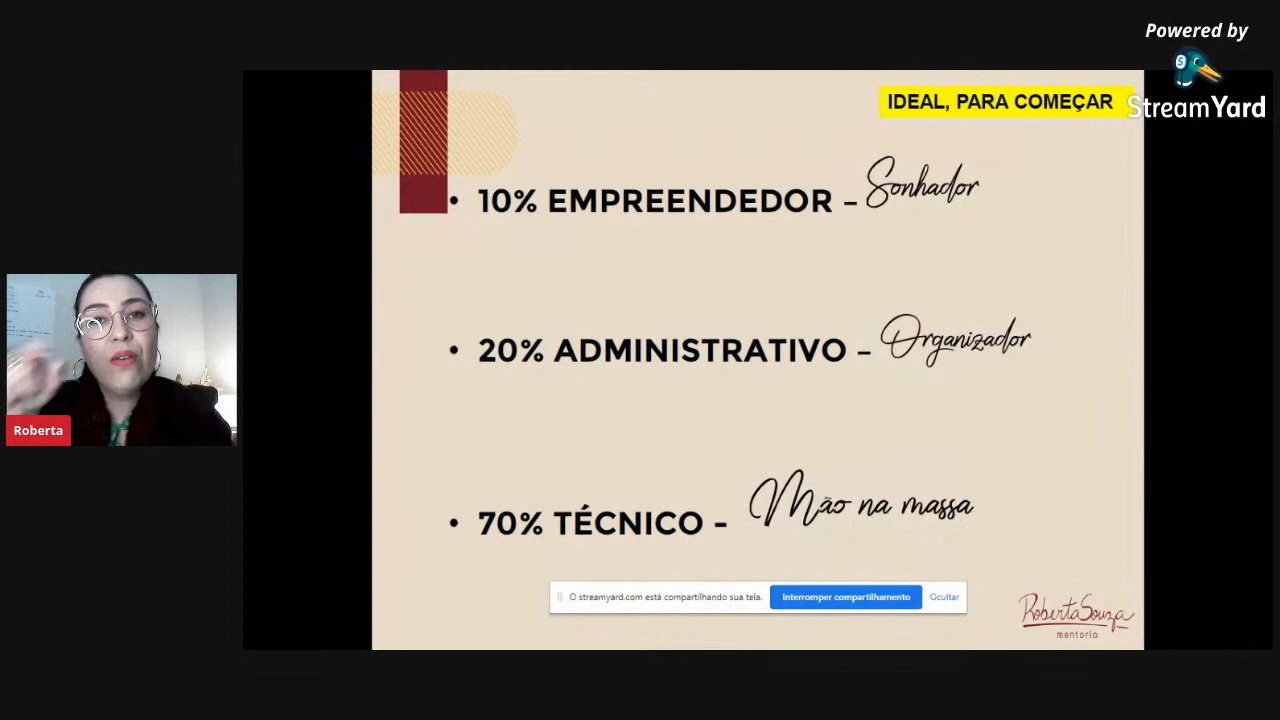 Powered by
StreamYard
IDEAL, PARA COMEÇAR
• 10% EMPREENDEDOR – Sonhador
• 20% ADMINISTRATIVO – Organizador
• 70% TÉCNICO - Mão na massa
Roberta
O streamyard.com está compartilhando sua tela. Interromper compartilhamento Ocultar
Roberta Souza
mentoria